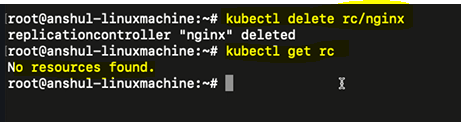 root@anshul-linuxmachine:~# kubectl delete rc/nginx
replicationcontroller "nginx" deleted
root@anshul-linuxmachine:~# kubectl get rc
No resources found.
root@anshul-linuxmachine:~#